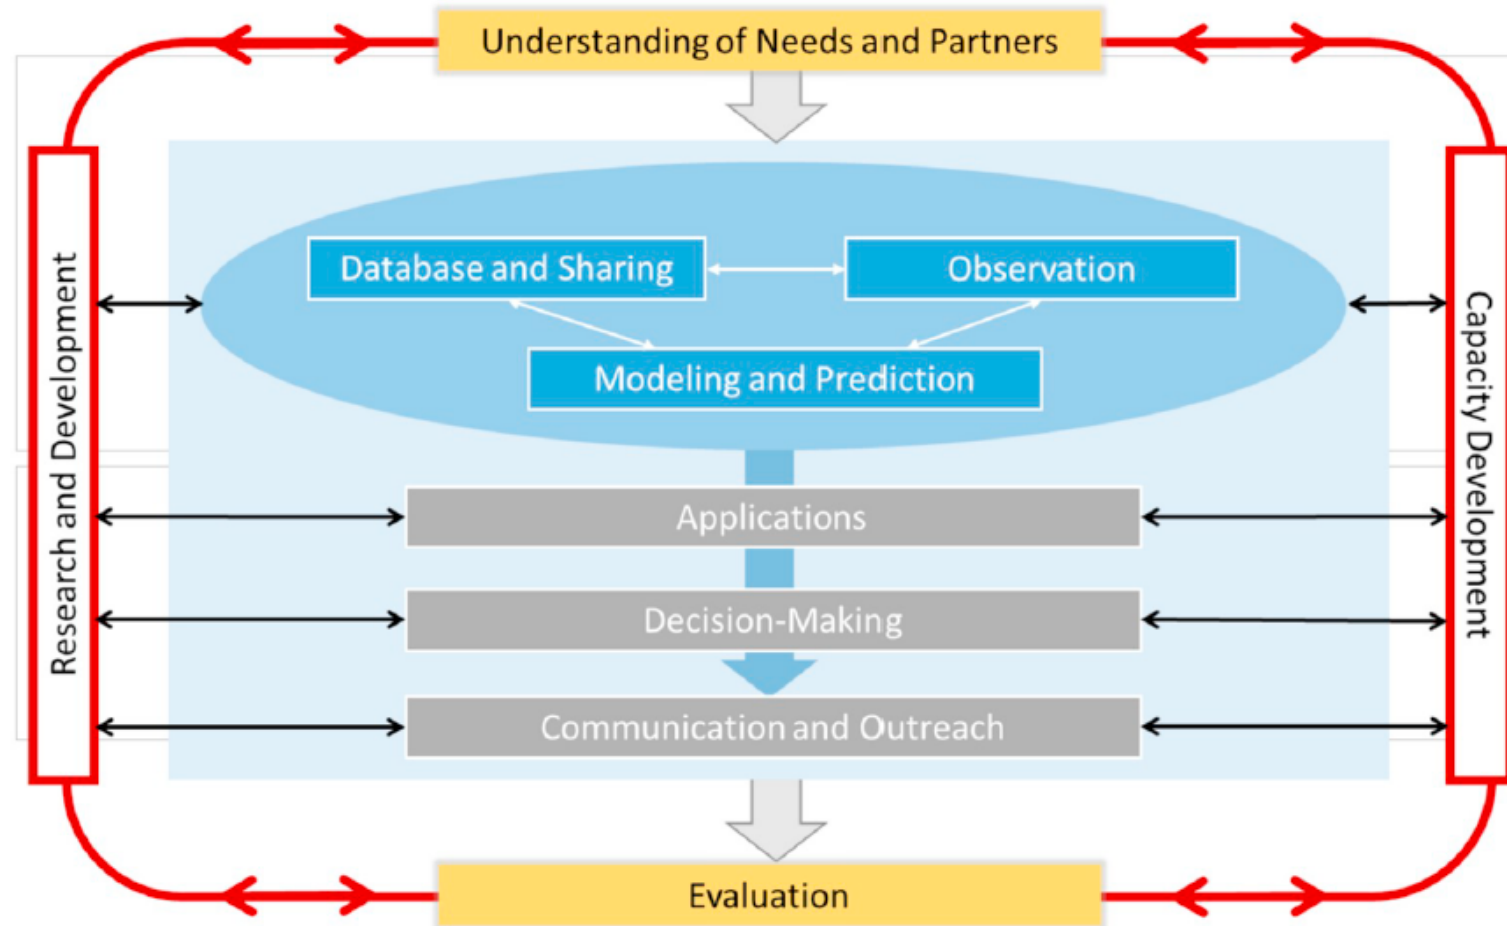 Understanding of Needs and Partners
Research and Development
Database and Sharing
Observation
Modeling and Prediction
Capacity Development
Applications
Decision-Making
Communication and Outreach
Evaluation